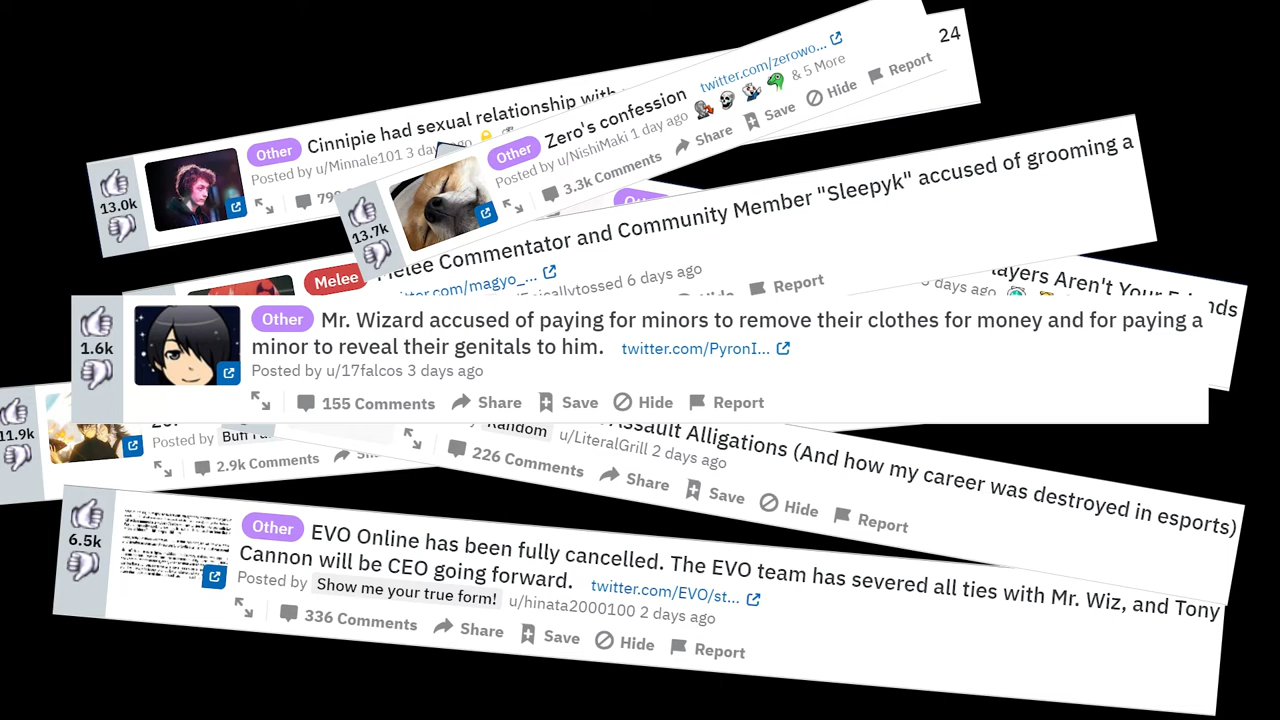 24
twitter.com/zerowo...
& 5 More
Other Zero's confession
Posted by u/NishiMaki 1 day ago
3.3k Comments Share Save Hide Report
13.7k
Other Cinnipie had sexual relationship with
Posted by u/Minnale101 3
13.0k
Melee Commentator and Community Member "Sleepyk" accused of grooming a
Melee
twitter.com/magyo_...
6 days ago
Hide Report
ayers Aren't Your
nds
days ago
Other Mr. Wizard accused of paying for minors to remove their clothes for money and for paying a
minor to reveal their genitals to him. twitter.com/PyronI...
Posted by u/17falcos 3 days ago
155 Comments Share Save Hide Report
1.6k
11.9k
Posted by
2.9k Comments
Assault Alligations (And how my career was destroyed in esports)
Random u/LiteralGrill 2 days ago
226 Comments Share Save Hide Report
6.5k
Other EVO Online has been fully cancelled. The EVO team has severed all ties with Mr. Wiz, and Tony
Cannon will be CEO going forward. twitter.com/EVO/st...
Posted by Show me your true form! u/hinata2000100 2 days ago
336 Comments Share Save Hide Report